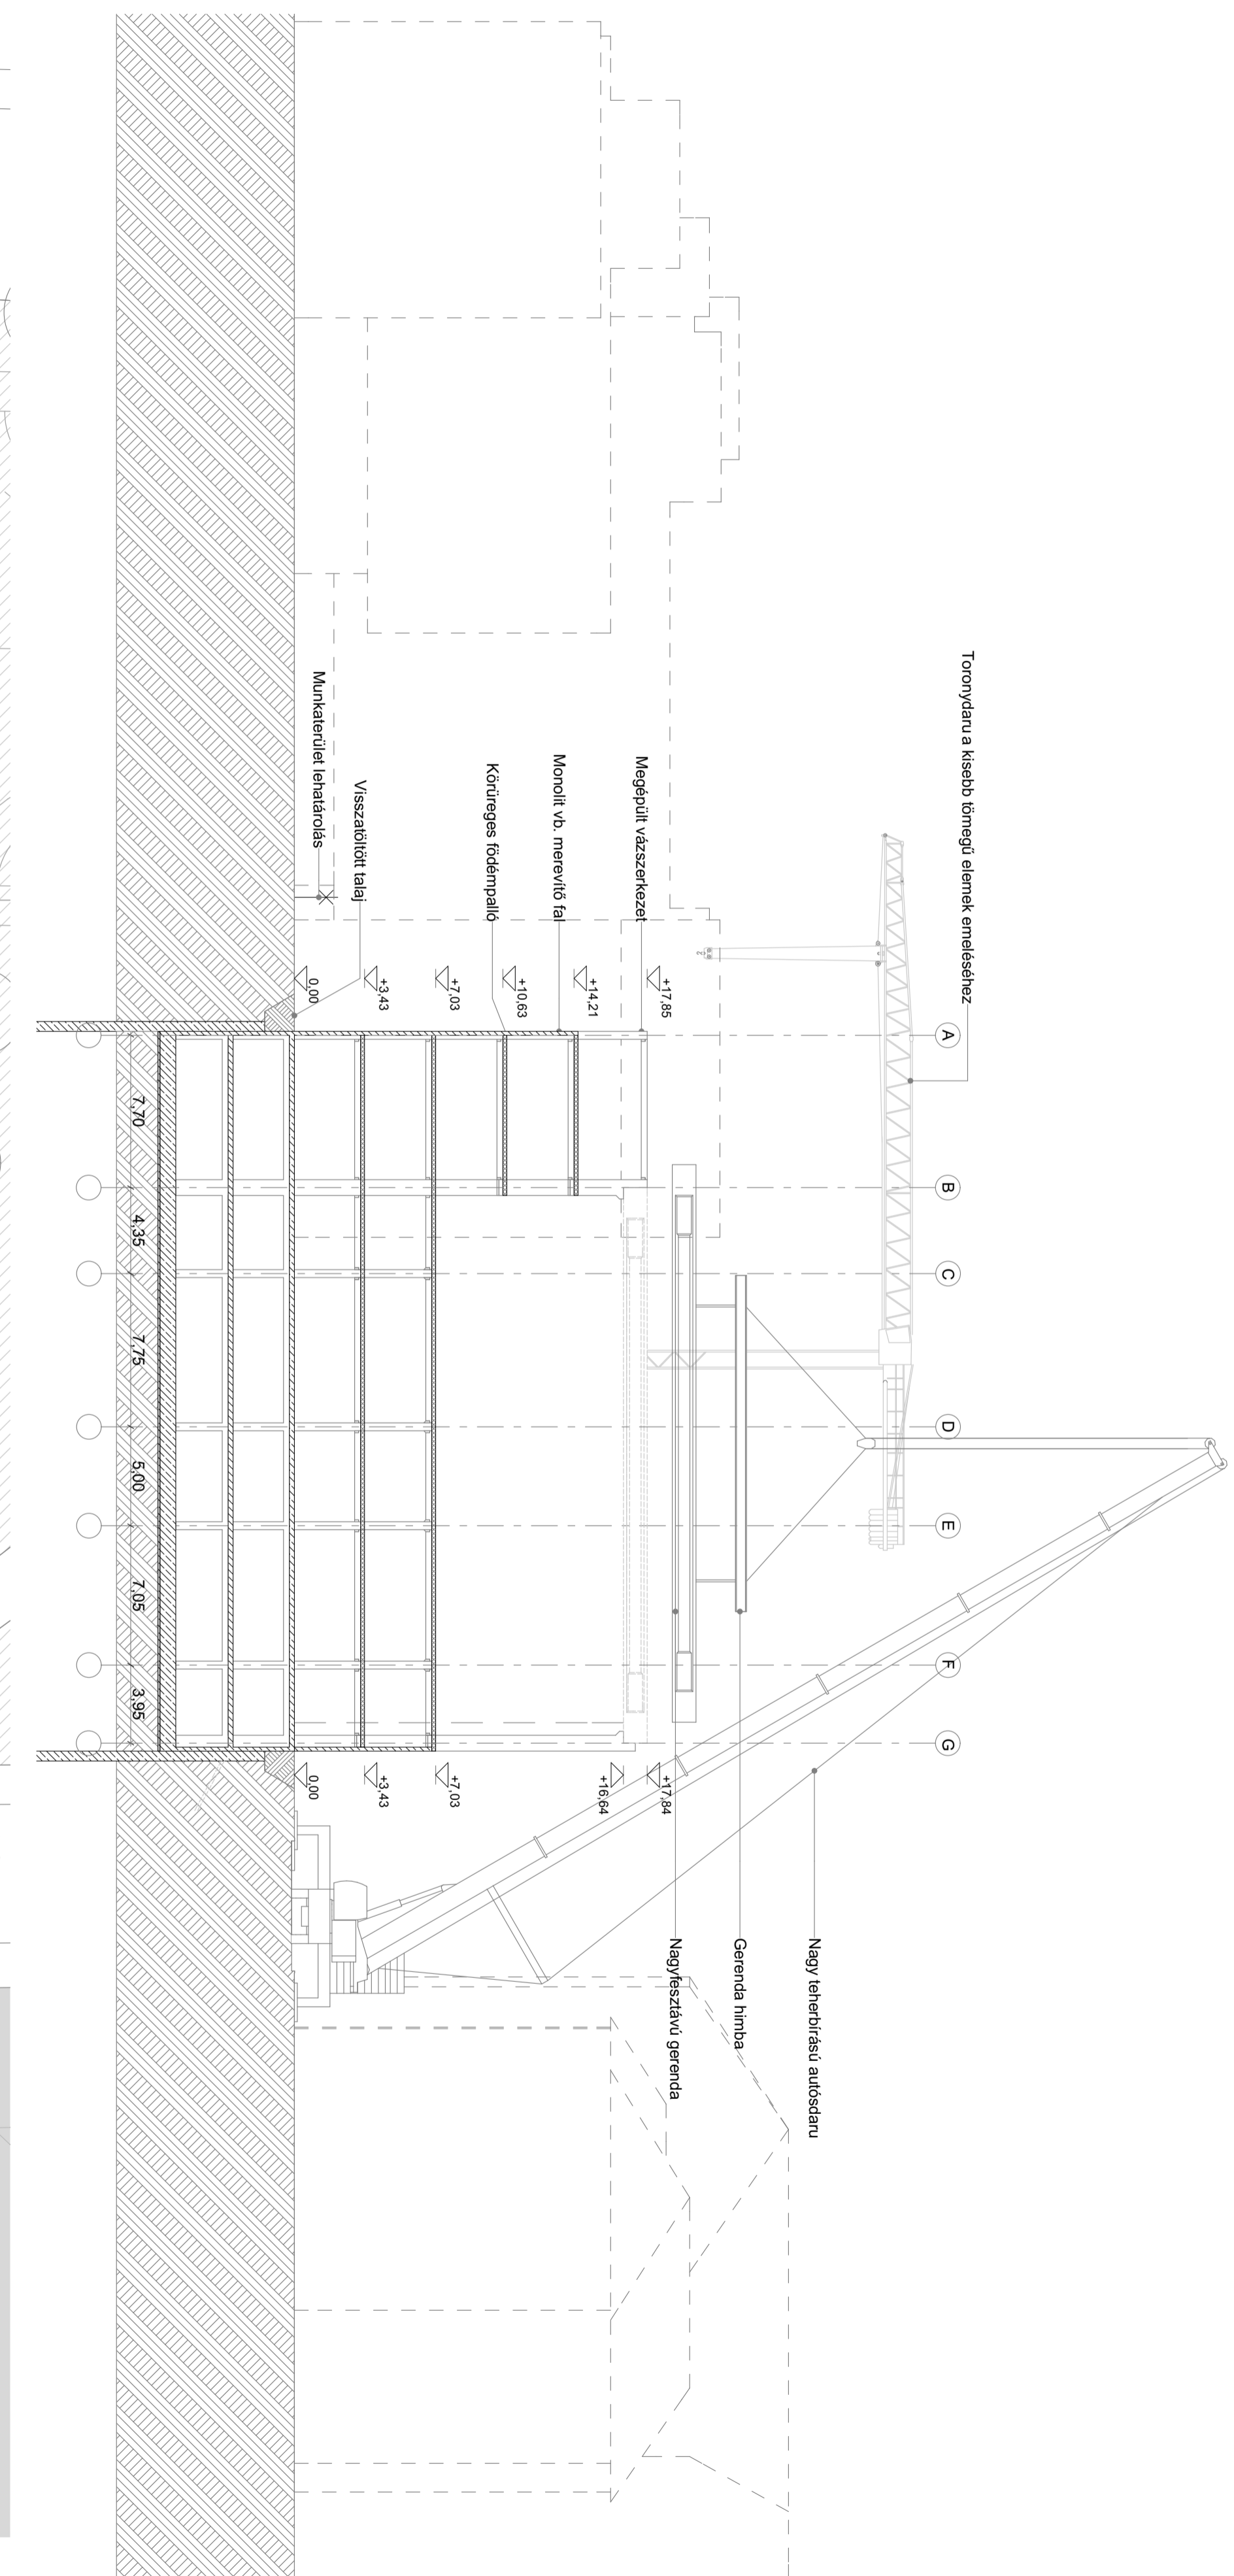 Toronydaru a kisebb tömegű elemek emeléséhez
A
B
C
D
E
F
G
Nagy teherbírású autósdaru
Gerenda himba
Nagyfesztávú gerenda
Megépült vázszerkezet
Monolit vb. merevítő fal
Körüreges födémpalló
Visszatöltött talaj
Munkaterület lehatárolás
+17,85
+14,21
+10,63
+7,03
+3,43
0,00
+17,84
+16,64
+7,03
+3,43
0,00
7,70
4,35
7,75
5,00
7,05
3,95